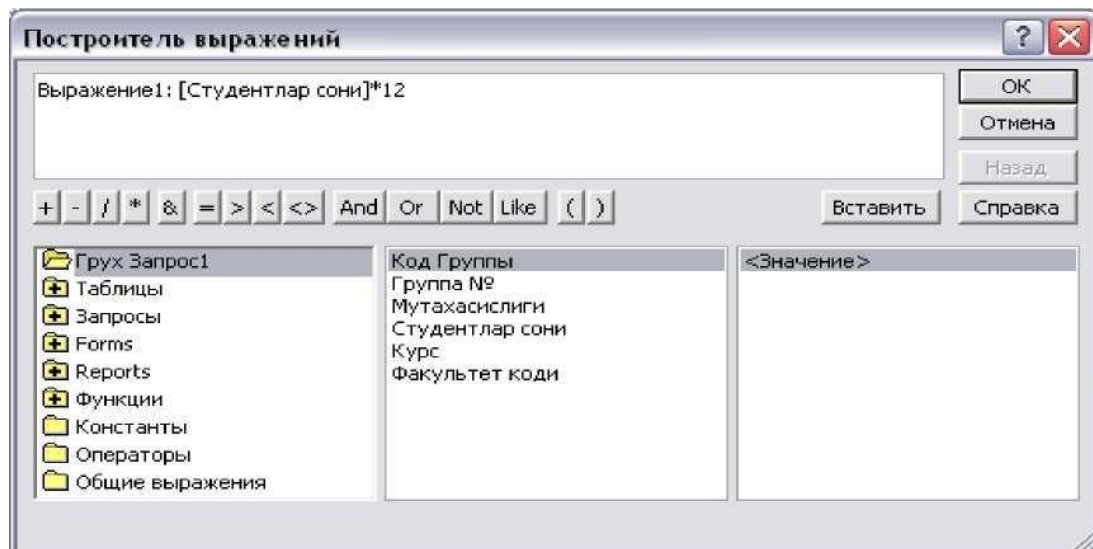 Построитель выражений
?
Выражение1: [Студентлар сони]*12
OK
Отмена
Назад
+ - / * & = > < <> And Or Not Like ( ) Вставить Справка
Грух Запрос1
Таблицы
Запросы
Forms
Reports
Функции
Константы
Операторы
Общие выражения
Код Группы
Группа №
Мутахасислиги
Студентлар сони
Курс
Факультет коди
<Значение>